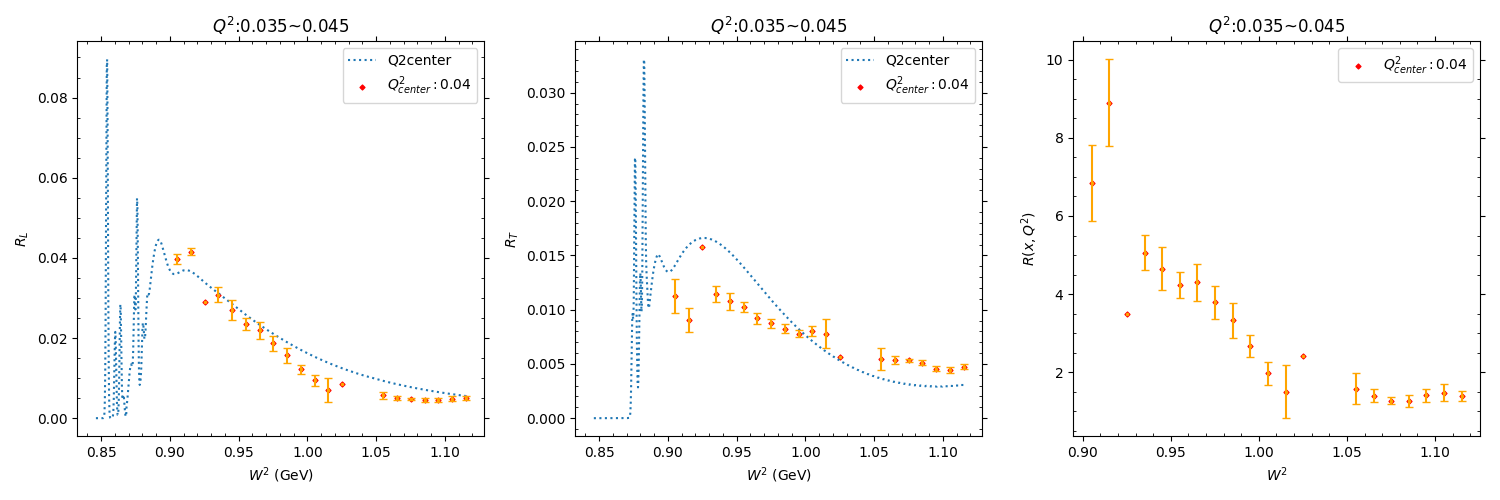 Q²:0.035~0.045
R_L
0.08
0.06
0.04
0.02
0.00
Q2center
Q²_center : 0.04
0.85 0.90 0.95 1.00 1.05 1.10
W² (GeV)
Q²:0.035~0.045
R_T
0.030
0.025
0.020
0.015
0.010
0.005
0.000
Q2center
Q²_center : 0.04
0.85 0.90 0.95 1.00 1.05 1.10
W² (GeV)
Q²:0.035~0.045
R(x, Q²)
10
8
6
4
2
Q²_center : 0.04
0.90 0.95 1.00 1.05 1.10
W²